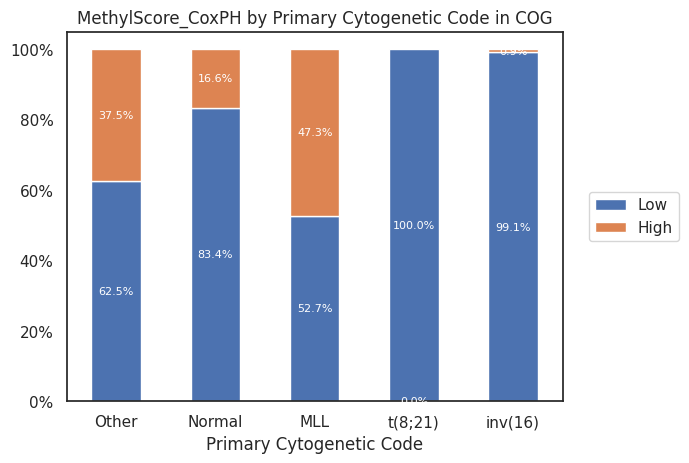 MethylScore_CoxPH by Primary Cytogenetic Code in COG
100%
80%
60%
40%
20%
0%
37.5%
16.6%
47.3%
0.9%
62.5%
83.4%
52.7%
100.0%
99.1%
0.0%
Low
High
Other
Normal
MLL
t(8;21)
inv(16)
Primary Cytogenetic Code